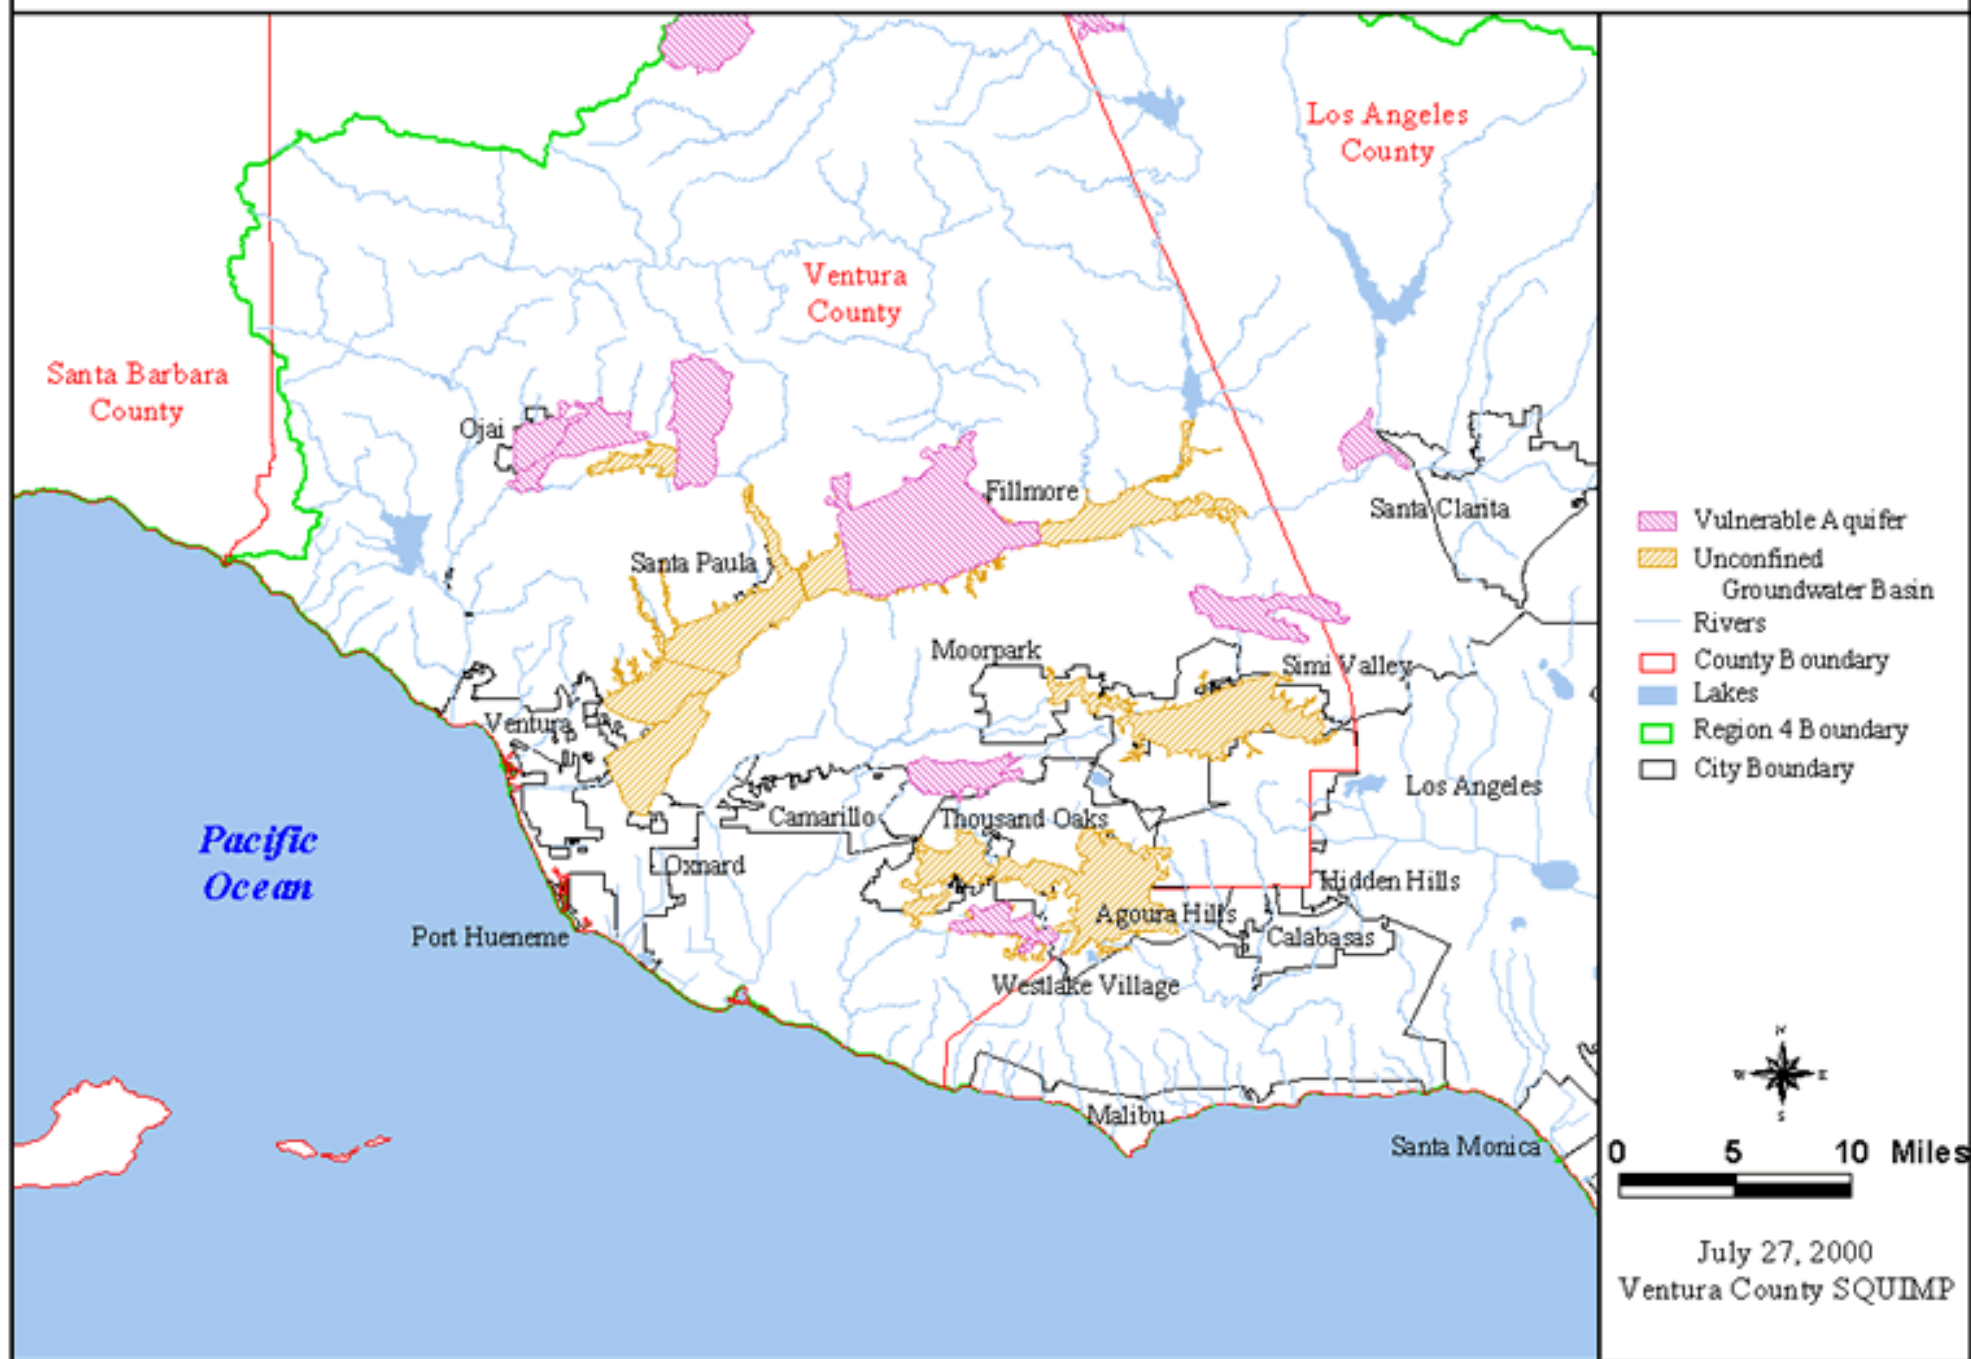 Los Angeles
County
Ventura
County
Santa Barbara
County
Ojai
Fillmore
Santa Clarita
Santa Paula
Moorpark
Simi Valley
Ventura
Los Angeles
Camarillo
Thousand Oaks
Oxnard
Hidden Hills
Agoura Hills
Calabasas
Port Hueneme
Westlake Village
Malibu
Santa Monica
Pacific
Ocean
Vulnerable Aquifer
Unconfined
Groundwater Basin
Rivers
County Boundary
Lakes
Region 4 Boundary
City Boundary
N
W E
S
0 5 10 Miles
July 27, 2000
Ventura County SQUIMP